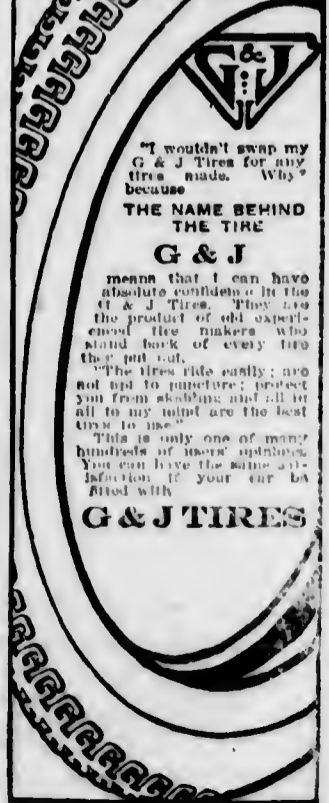 G & J
"I wouldn't swap my
G & J Tires for any
tires made. Why?
because
THE NAME BEHIND
THE TIRE
G & J
means that I can have
absolute confidence in the
G & J Tires. They are
the product of old experi-
enced tire makers who
stand back of every tire
they put out.
"The tires ride easily; are
not apt to puncture; protect
you from skidding and all in
all to my mind are the best
tires to use"
This is only one of many
hundreds of users' opinions.
You can have the same sat-
isfaction if your car be
fitted with
G & J TIRES